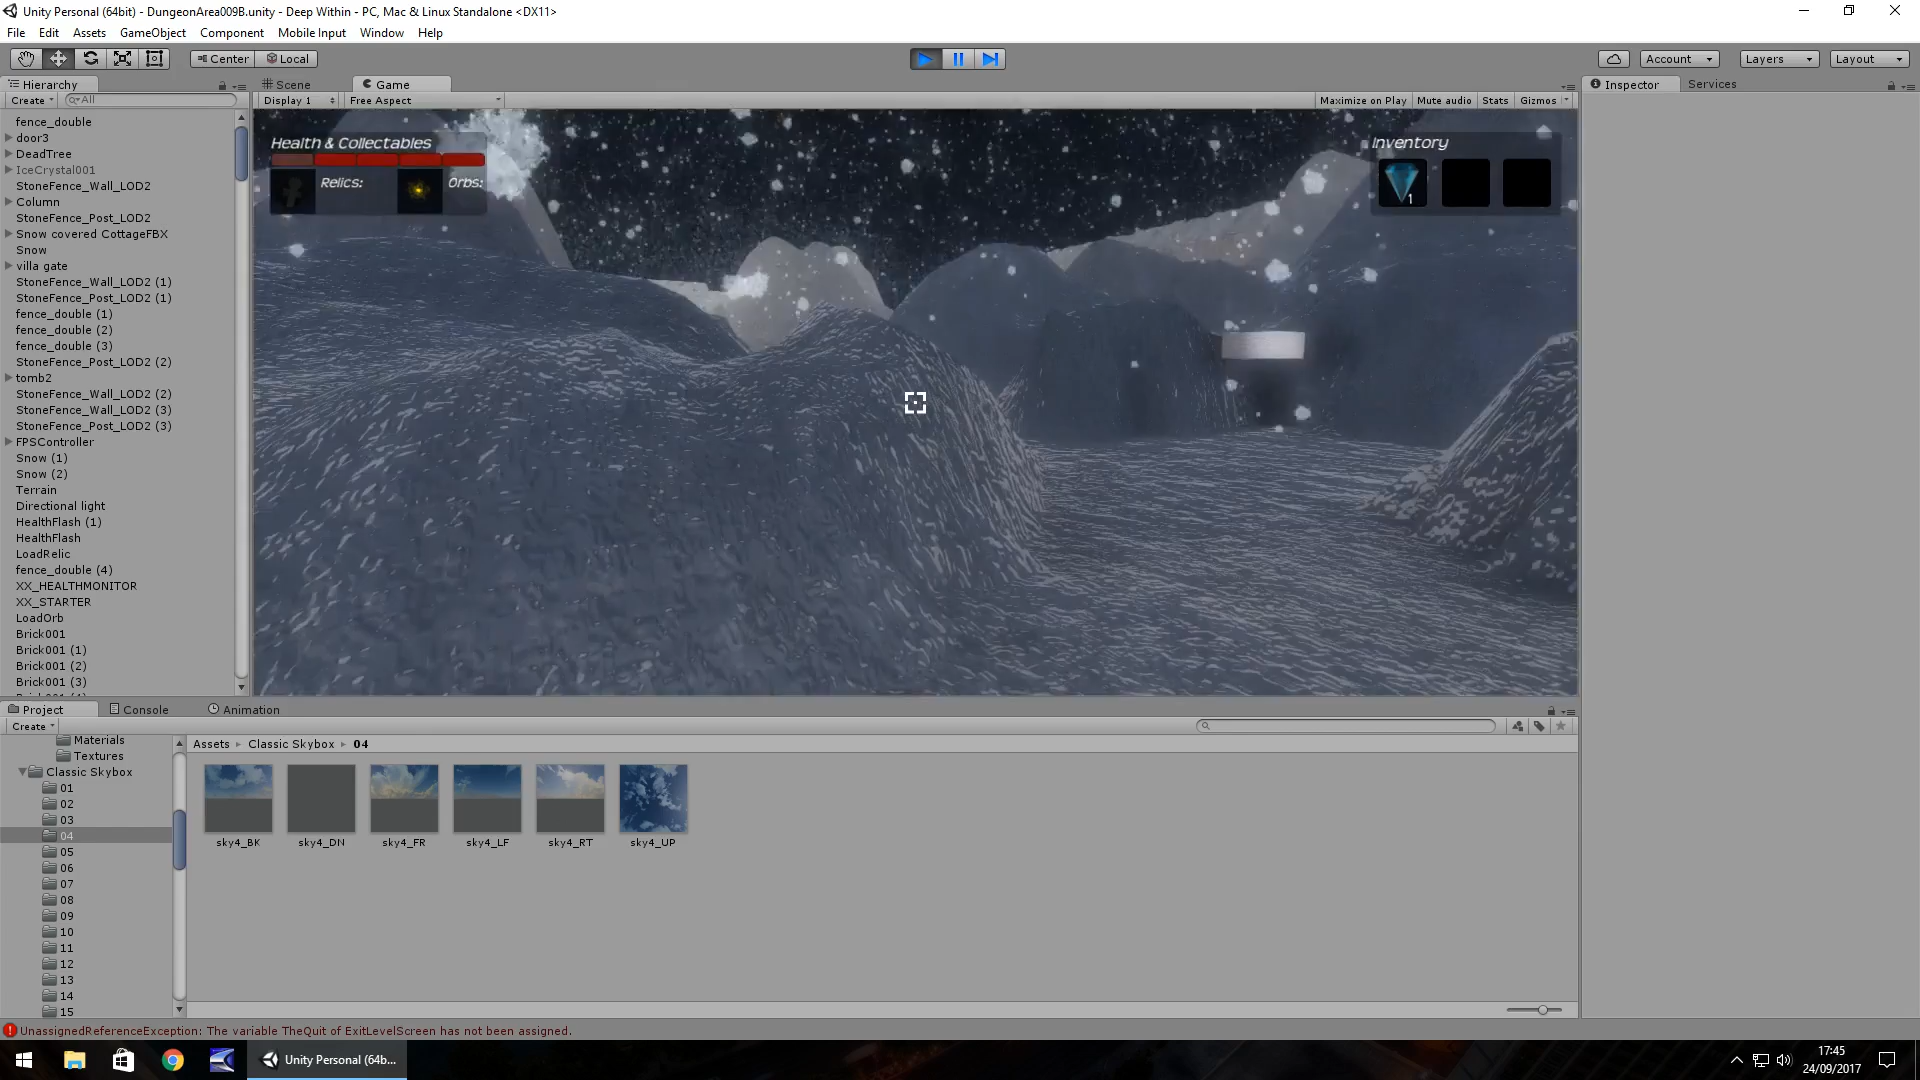 Unity Personal (64bit) - DungeonArea009B.unity - Deep Within - PC, Mac & Linux Standalone <DX11>
File Edit Assets GameObject Component Mobile Input Window Help
Center Local Account Layers Layout
Hierarchy
Scene Game
Inspector Services
Create All
Display 1 Free Aspect Maximize on Play Mute audio Stats Gizmos
fence_double
door3
DeadTree
IceCrystal001
StoneFence_Wall_LOD2
Column
StoneFence_Post_LOD2
Snow covered CottageFBX
Snow
villa gate
StoneFence_Wall_LOD2 (1)
StoneFence_Post_LOD2 (1)
fence_double (1)
fence_double (2)
fence_double (3)
StoneFence_Post_LOD2 (2)
tomb2
StoneFence_Wall_LOD2 (2)
StoneFence_Wall_LOD2 (3)
StoneFence_Post_LOD2 (3)
FPSController
Snow (1)
Snow (2)
Terrain
Directional light
HealthFlash (1)
HealthFlash
LoadRelic
fence_double (4)
XX_HEALTHMONITOR
XX_STARTER
LoadOrb
Brick001
Brick001 (1)
Brick001 (2)
Brick001 (3)
Health & Collectables
Relics: Orbs:
Inventory
1
Project Console Animation
Create
Materials
Textures
Classic Skybox
01
02
03
04
05
06
07
08
09
10
11
12
13
14
15
Assets Classic Skybox 04
sky4_BK sky4_DN sky4_FR sky4_LF sky4_RT sky4_UP
UnassignedReferenceException: The variable TheQuit of ExitLevelScreen has not been assigned.
Unity Personal (64b...
17:45
24/09/2017